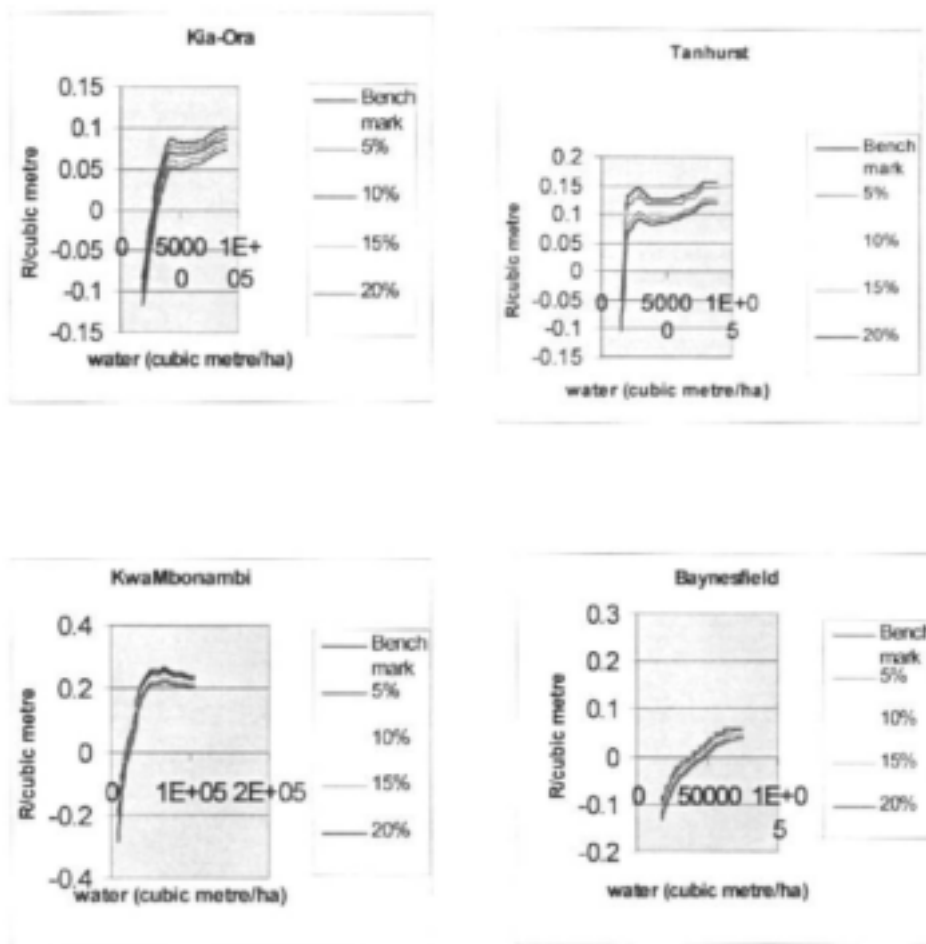 Kia-Ora
0.15
0.1
0.05
0
-0.05
-0.1
-0.15
R/cubic metre
0 5000 1E+
0 05
water (cubic metre/ha)
Bench
mark
5%
10%
15%
20%
Tanhurst
0.2
0.15
0.1
0.05
0
-0.05
-0.1
-0.15
R/cubic metre
0 5000 1E+0
0 5
water (cubic metre/ha)
Bench
mark
5%
10%
15%
20%
KwaMbonambi
0.4
0.2
0
-0.2
-0.4
R/cubic metre
0 1E+05 2E+05
water (cubic metre/ha)
Bench
mark
5%
10%
15%
20%
Baynesfield
0.3
0.2
0.1
0
-0.1
-0.2
R/cubic metre
0 50000 1E+0
5
water (cubic metre/ha)
Bench
mark
5%
10%
15%
20%